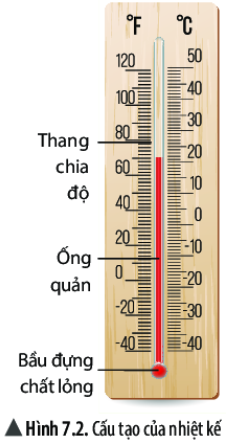 °F °C
120 50
100 40
80 30
60 20
40 10
20 0
0 -10
-20 -20
-40 -30
-40
Thang
chia
độ
Ống
quản
Bầu đựng
chất lỏng
▲ Hình 7.2. Cấu tạo của nhiệt kế